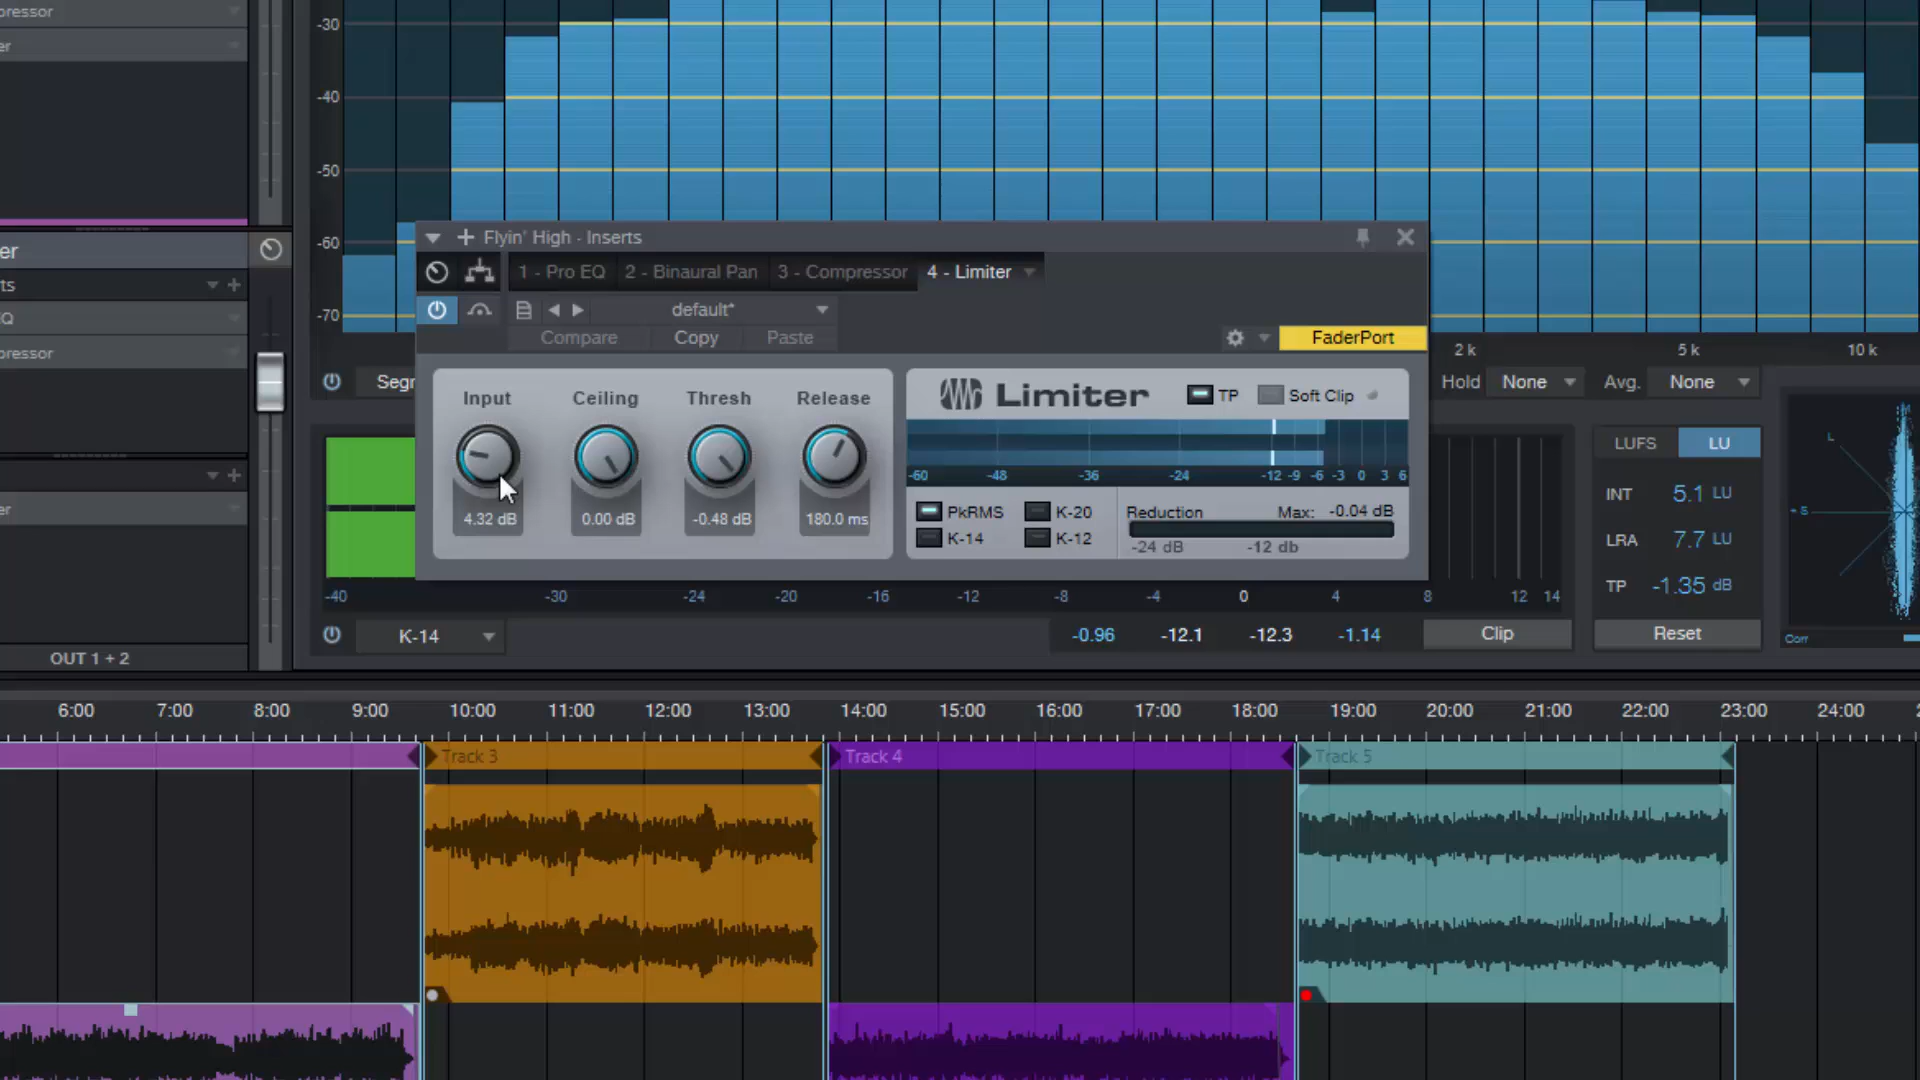 pressor
er
-30
-40
-50
-60
-70
er
ts
Q
pressor
er
OUT 1 + 2
Flyin' High - Inserts
1 - Pro EQ 2 - Binaural Pan 3 - Compressor 4 - Limiter
default*
Compare Copy Paste
FaderPort
2 k 5 k 10 k
Segr
Hold None Avg. None
Input Ceiling Thresh Release
4.32 dB 0.00 dB -0.48 dB 180.0 ms
Limiter TP Soft Clip
-60 -48 -36 -24 -12 -9 -6 -3 0 3 6
PkRMS K-20
K-14 K-12
Reduction Max: -0.04 dB
-24 dB -12 db
LUFS LU
INT 5.1 LU
LRA 7.7 LU
TP -1.35 dB
Reset
L
+S
Corr
-40 -30 -24 -20 -16 -12 -8 -4 0 4 8 12 14
K-14 -0.96 -12.1 -12.3 -1.14 Clip
6:00 7:00 8:00 9:00 10:00 11:00 12:00 13:00 14:00 15:00 16:00 17:00 18:00 19:00 20:00 21:00 22:00 23:00 24:00
Track 3 Track 4 Track 5